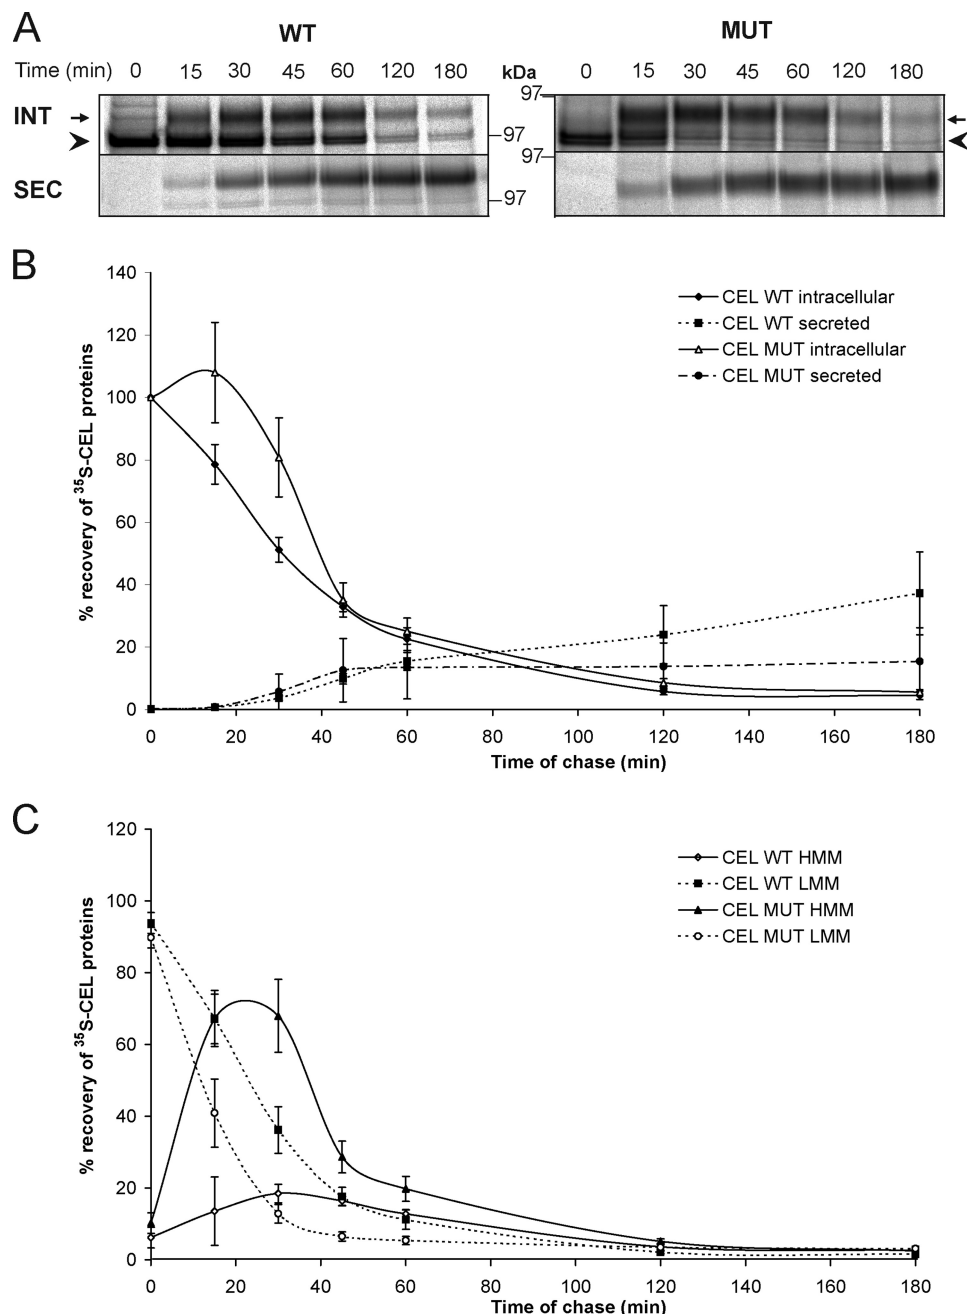 A
WT
MUT
Time (min) 0 15 30 45 60 120 180 kDa 0 15 30 45 60 120 180
97
INT
97
97
SEC
97
B
140
120
100
80
60
40
20
0
% recovery of ³⁵S-CEL proteins
CEL WT intracellular
CEL WT secreted
CEL MUT intracellular
CEL MUT secreted
0 20 40 60 80 100 120 140 160 180
Time of chase (min)
C
120
100
80
60
40
20
0
% recovery of ³⁵S-CEL proteins
CEL WT HMM
CEL WT LMM
CEL MUT HMM
CEL MUT LMM
0 20 40 60 80 100 120 140 160 180
Time of chase (min)